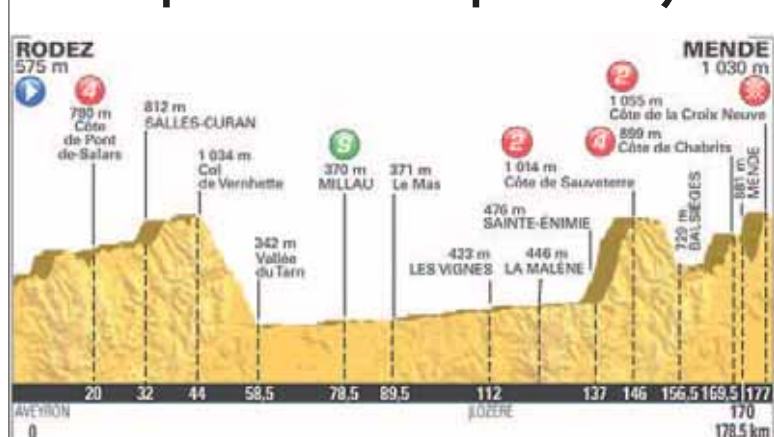 RODEZ
575 m
MENDE
1 030 m
4
780 m
Côte
de Pont
de-Salars
812 m
SALLES-CURAN
1 034 m
Col
de Vernhette
342 m
Vallée
du Tarn
S
370 m
MILLAU
371 m
Le Mas
423 m
LES VIGNES
2
1 014 m
Côte de Sauveterre
476 m
SAINTE-ÉNIMIE
446 m
LA MALÈNE
2
1 055 m
Côte de la Croix Neuve
4
899 m
Côte de Chabrits
729 m
BALSIÈGES
881 m
MENDE
20 32 44 58,5 78,5 89,5 112 137 146 156,5 169,5 177
AVEYRON LOZÈRE 170
0 178.5 km